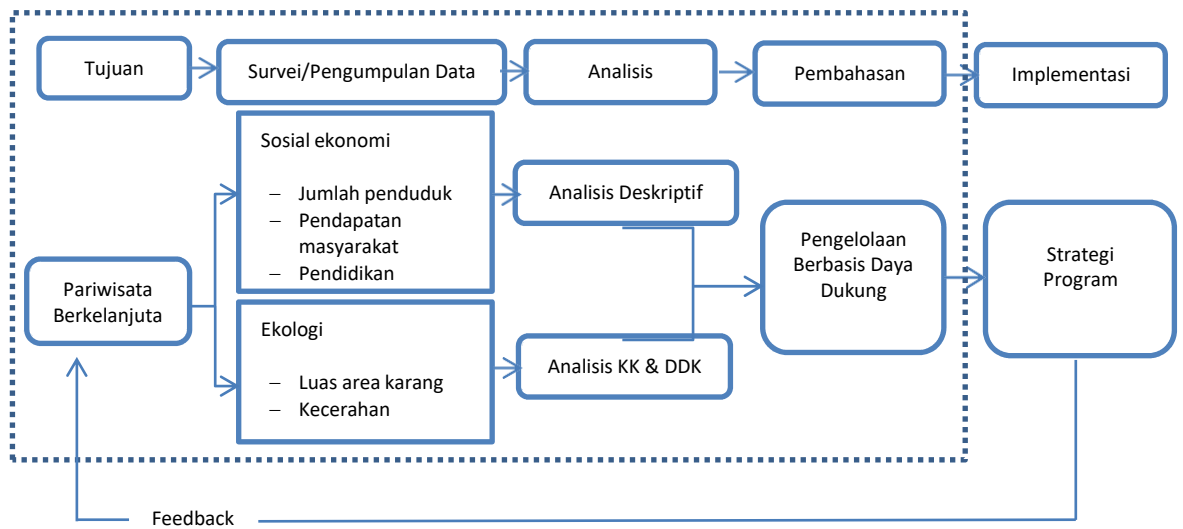 Tujuan
Survei/Pengumpulan Data
Analisis
Pembahasan
Implementasi
Sosial ekonomi
– Jumlah penduduk
– Pendapatan
masyarakat
– Pendidikan
Analisis Deskriptif
Pariwisata
Berkelanjuta
Ekologi
– Luas area karang
– Kecerahan
Analisis KK & DDK
Pengelolaan
Berbasis Daya
Dukung
Strategi
Program
Feedback